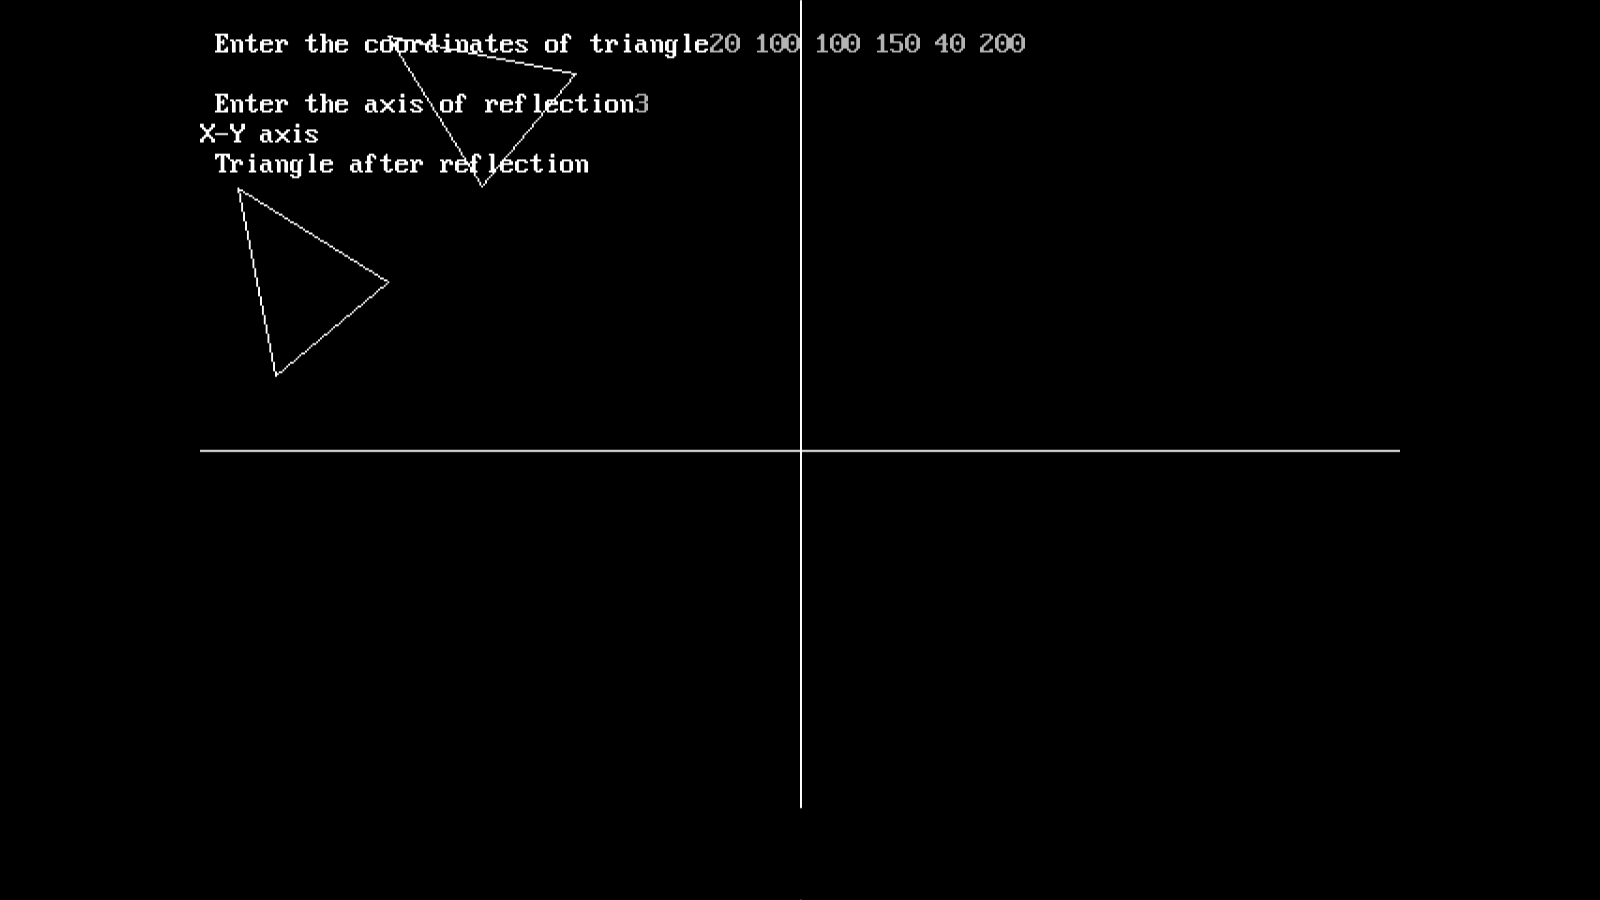 Enter the coordinates of triangle20 100 100 150 40 200
Enter the axis of reflection3
X-Y axis
Triangle after reflection